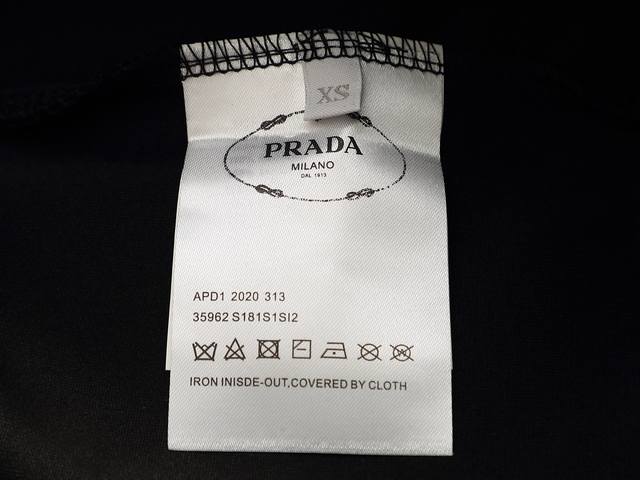 XS
PRADA
MILANO
DAL 1913
APD1 2020 313
35962 S181S1SI2
IRON INISDE-OUT,COVERED BY CLOTH